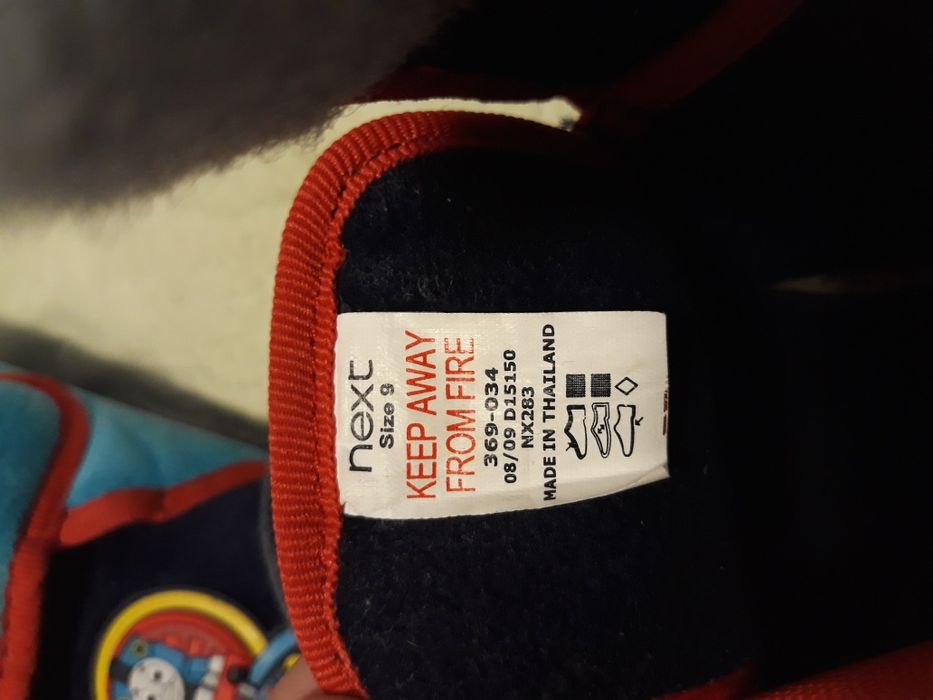 next
Size 9
KEEP AWAY
FROM FIRE
369-034
08/09 D15150
NX283
MADE IN THAILAND